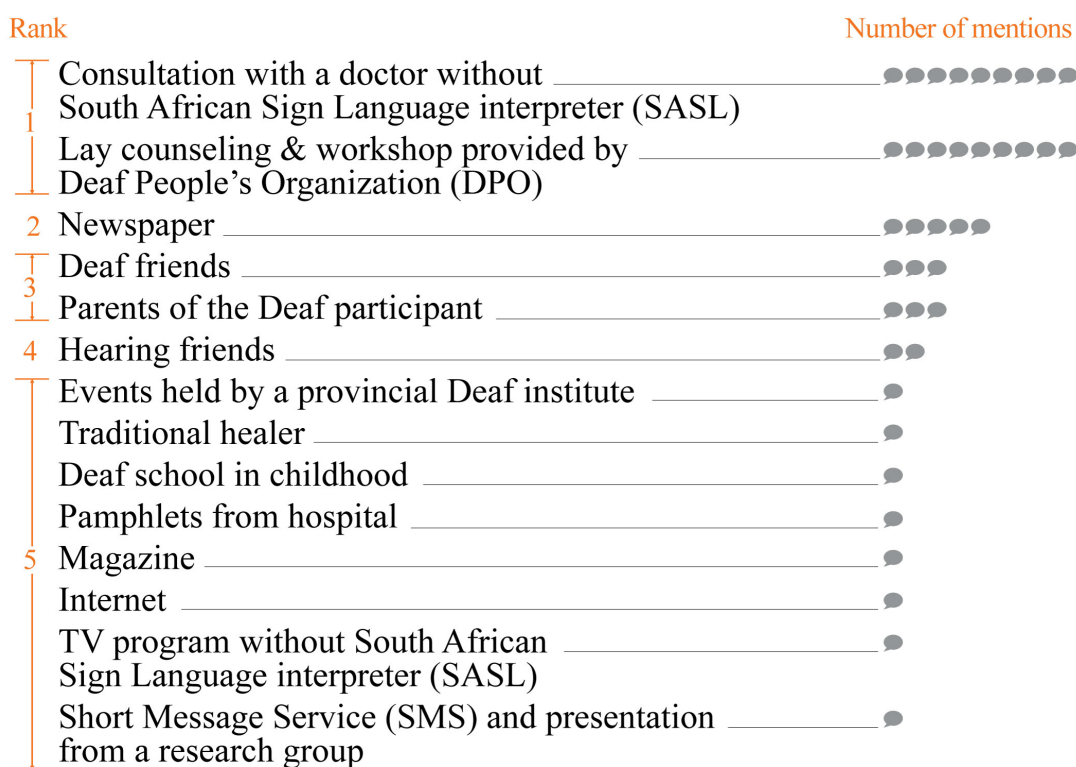 Rank Number of mentions
1
Consultation with a doctor without
South African Sign Language interpreter (SASL)
Lay counseling & workshop provided by
Deaf People’s Organization (DPO)
2 Newspaper
3
Deaf friends
Parents of the Deaf participant
4 Hearing friends
5
Events held by a provincial Deaf institute
Traditional healer
Deaf school in childhood
Pamphlets from hospital
Magazine
Internet
TV program without South African
Sign Language interpreter (SASL)
Short Message Service (SMS) and presentation
from a research group